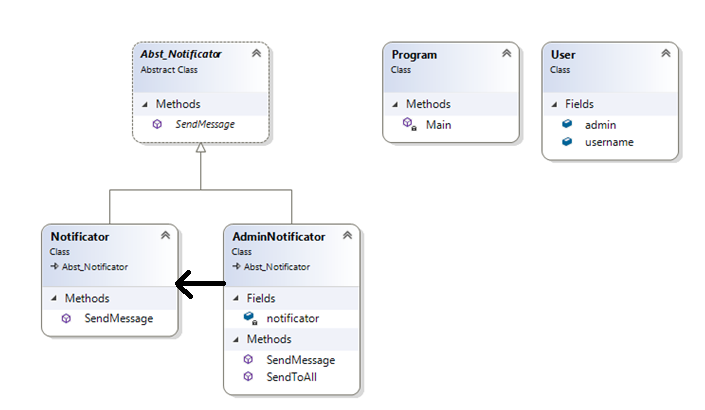 Abst_Notificator
Abstract Class
Methods
SendMessage
Program
Class
Methods
Main
User
Class
Fields
admin
username
Notificator
Class
Abst_Notificator
Methods
SendMessage
AdminNotificator
Class
Abst_Notificator
Fields
notificator
Methods
SendMessage
SendToAll